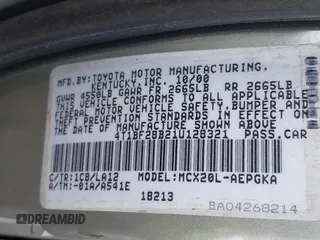 MFD.BY:TOYOTA MOTOR MANUFACTURING,
KENTUCKY,INC. 10/00
GVWR 4550LB GAWR FR 2665LB RR 2665LB
THIS VEHICLE CONFORMS TO ALL APPLICABLE
FEDERAL MOTOR VEHICLE SAFETY,BUMPER AND
THEFT PREVENTION STANDARDS IN EFFECT ON
THE DATE OF MANUFACTURE SHOWN ABOVE.
4T1BF28B21U128321 PASS.CAR
C/TR:1C8/LA12 MODEL:MCX20L-AEPGKA
A/TM:-01A/A541E
18213
BA04268214
IAAI/DREAMBID